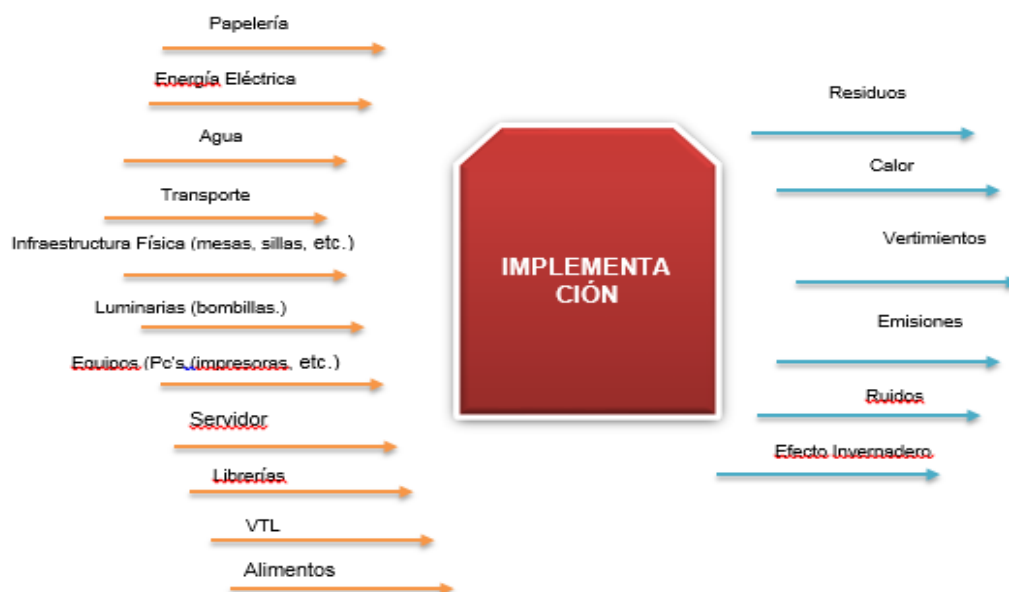 Papelería
Energía Eléctrica
Agua
Transporte
Infraestructura Física (mesas, sillas, etc.)
Luminarias (bombillas.)
Equipos (Pc's (impresoras, etc.)
Servidor
Librerías
VTL
Alimentos
IMPLEMENTA
CIÓN
Residuos
Calor
Vertimientos
Emisiones
Ruidos
Efecto Invernadero